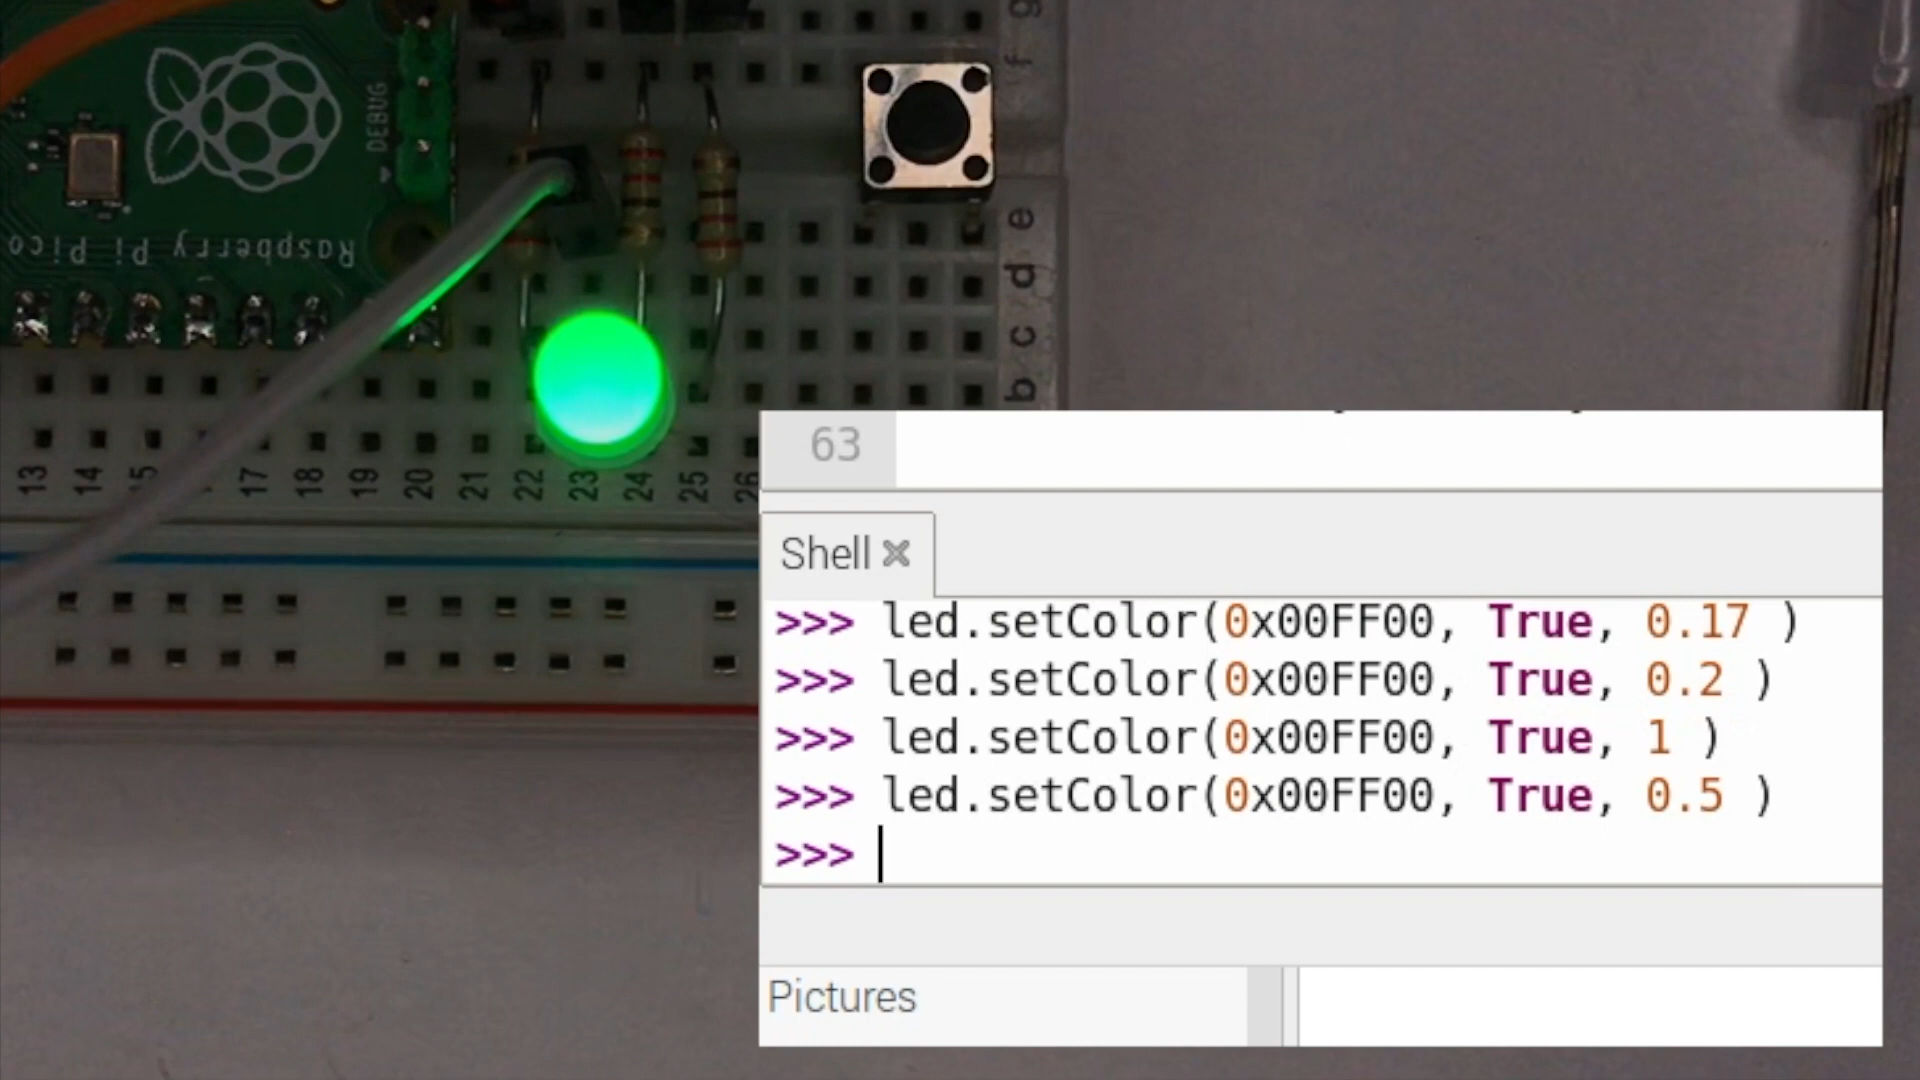 g
f
DEBUG
Raspberry Pi Pico
e
d
c
b
13 14 15 17 18 19 20 21 22 23 24 25 26
63
Shell
>>> led.setColor(0x00FF00, True, 0.17 )
>>> led.setColor(0x00FF00, True, 0.2 )
>>> led.setColor(0x00FF00, True, 1 )
>>> led.setColor(0x00FF00, True, 0.5 )
>>>
Pictures